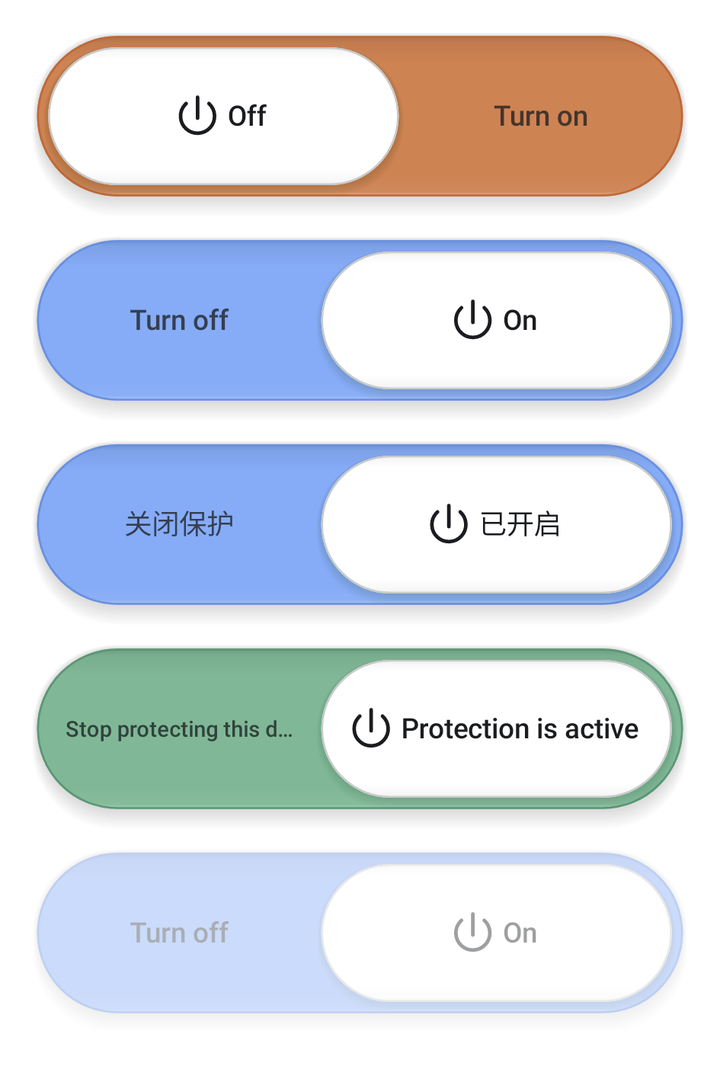 Off
Turn on
Turn off
On
关闭保护
已开启
Stop protecting this d...
Protection is active
Turn off
On